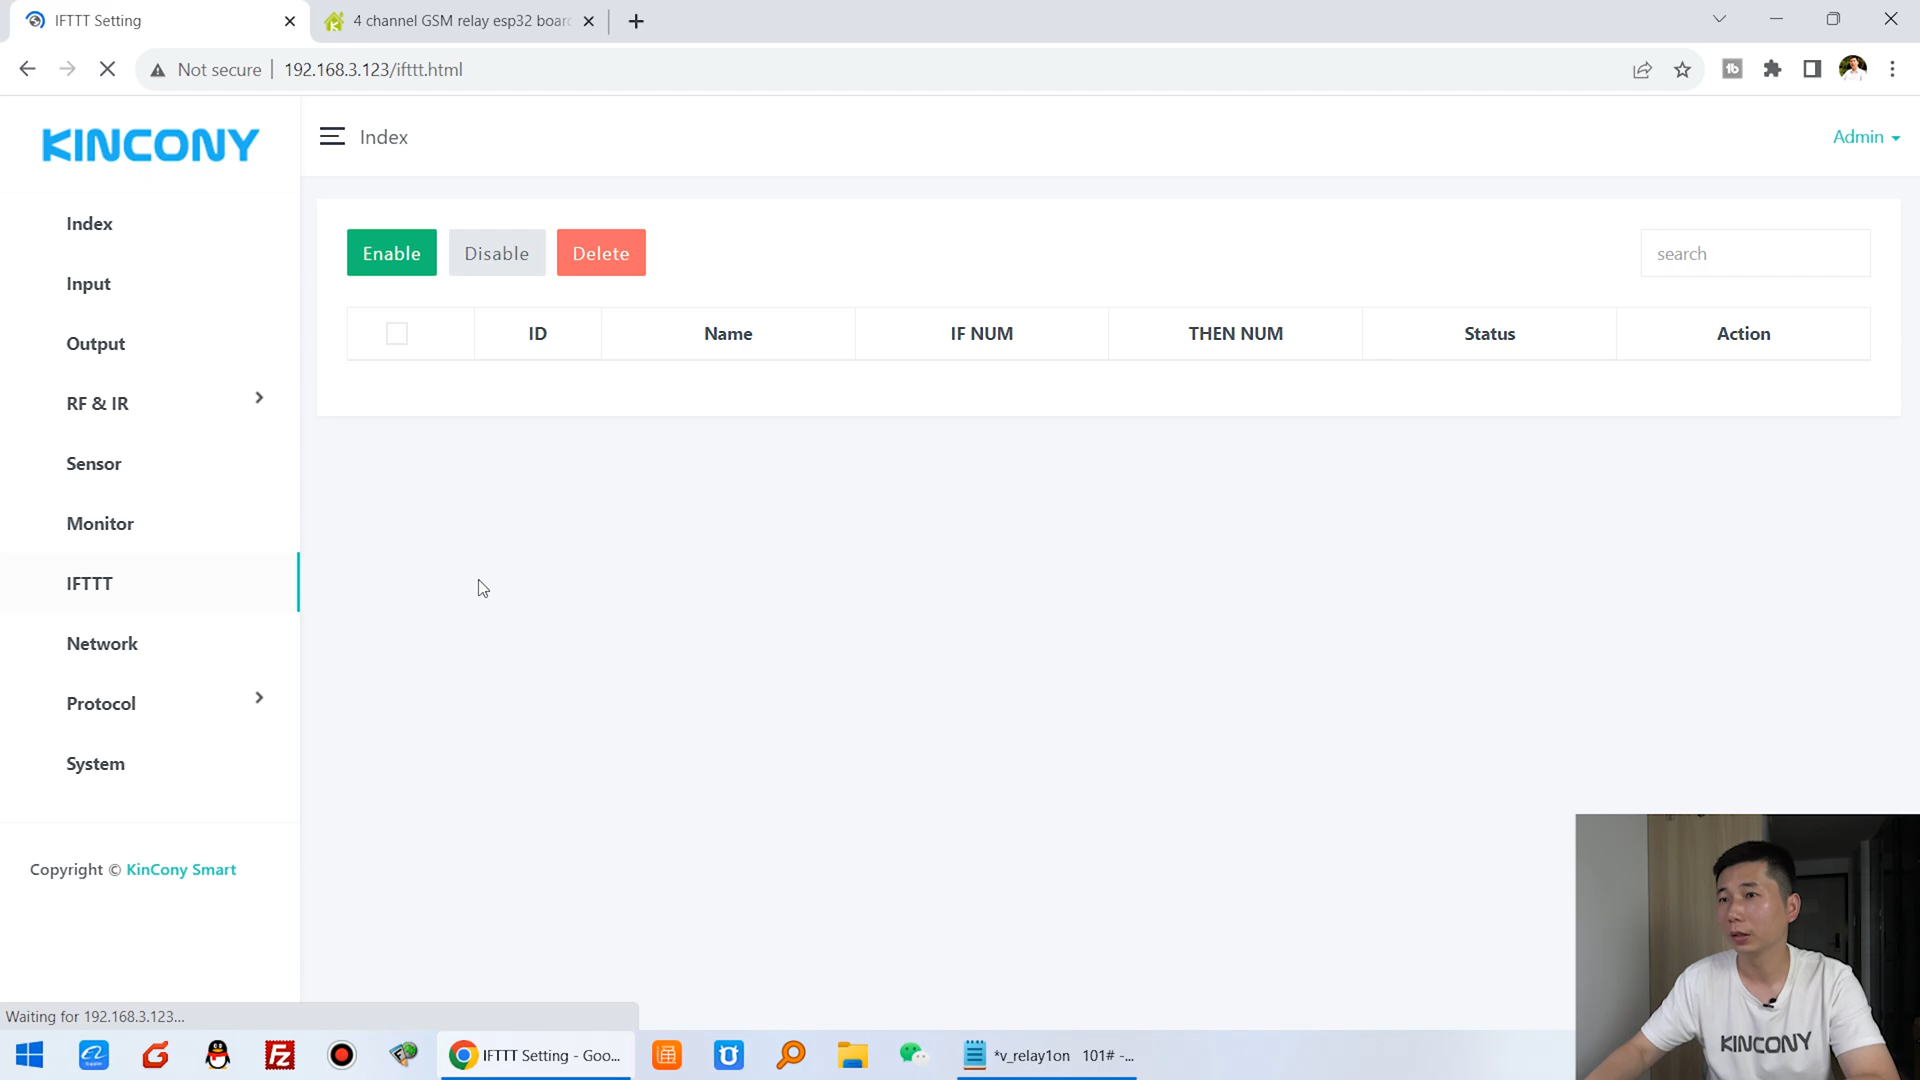 IFTTT Setting
4 channel GSM relay esp32 boar
Not secure
192.168.3.123/ifttt.html
KINCONY
Index
Admin
Index
Input
Output
RF & IR
Sensor
Monitor
IFTTT
Network
Protocol
System
Enable
Disable
Delete
search
ID
Name
IF NUM
THEN NUM
Status
Action
Copyright © KinCony Smart
Waiting for 192.168.3.123...
IFTTT Setting - Goo...
*v_relay1on 101# -...
KINCONY